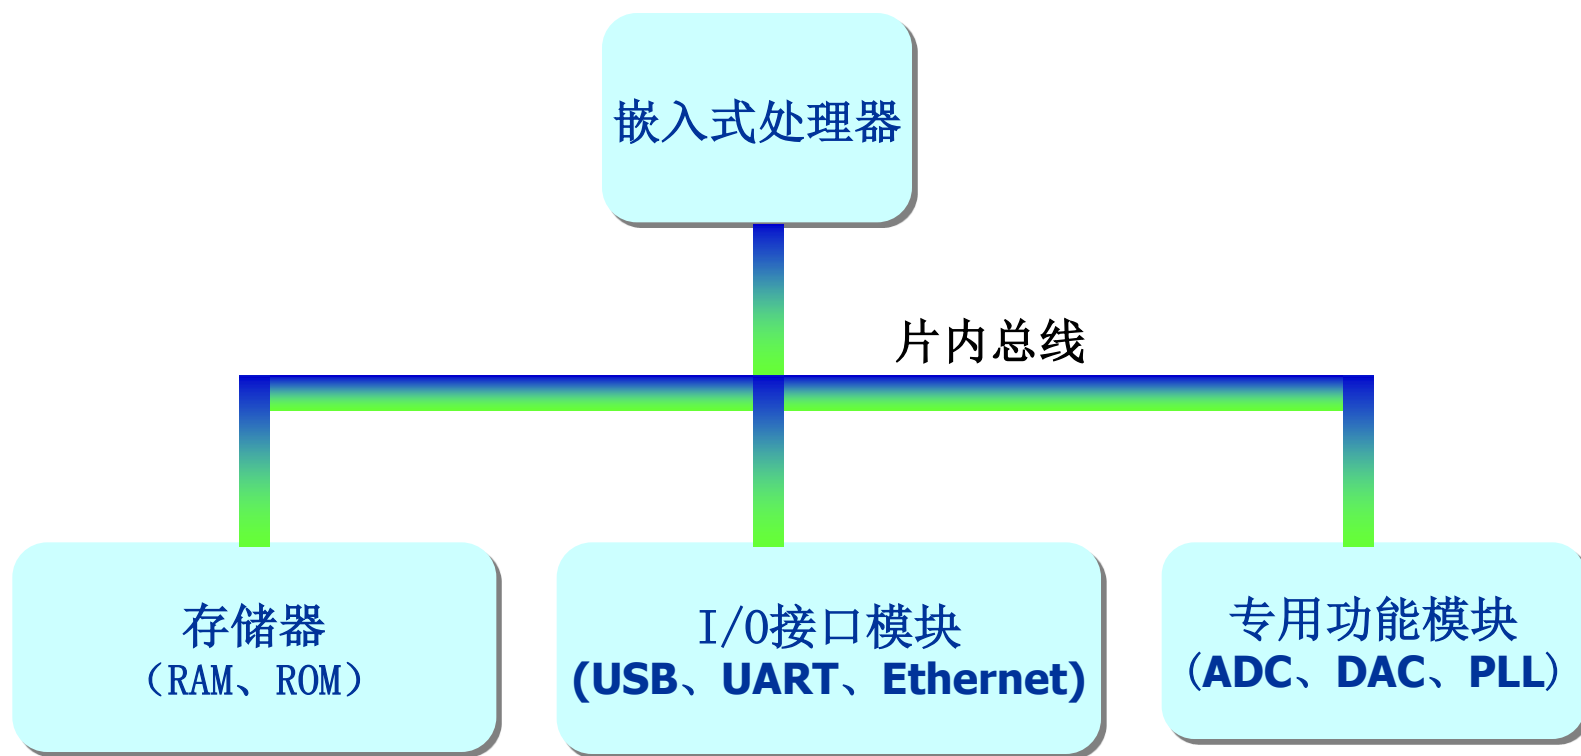 嵌入式处理器
片内总线
存储器
（RAM、ROM）
I/O接口模块
(USB、UART、Ethernet)
专用功能模块
（ADC、DAC、PLL）